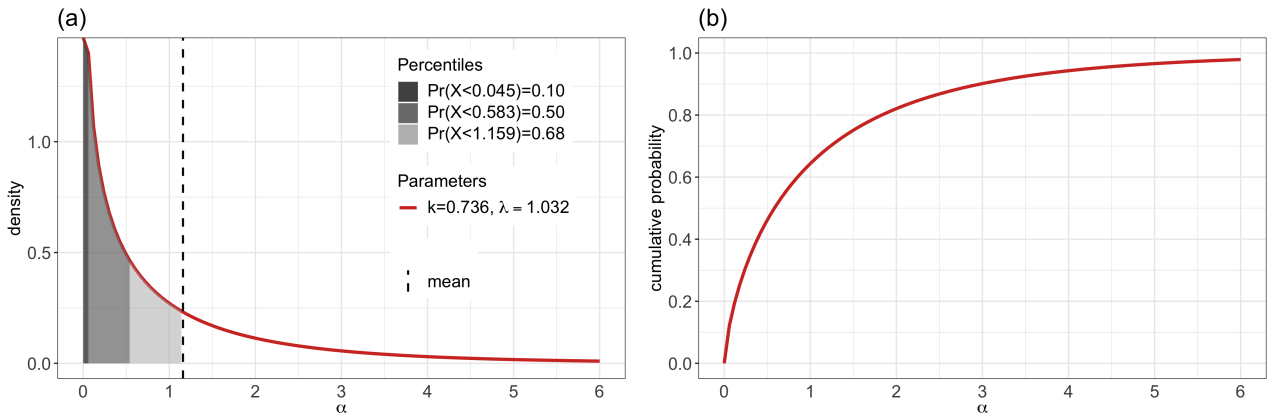 (a)
density
1.0
0.5
0.0
0 1 2 3 4 5 6
α
Percentiles
Pr(X<0.045)=0.10
Pr(X<0.583)=0.50
Pr(X<1.159)=0.68
Parameters
k=0.736, λ = 1.032
mean
(b)
cumulative probability
1.0
0.8
0.6
0.4
0.2
0.0
0 1 2 3 4 5 6
α